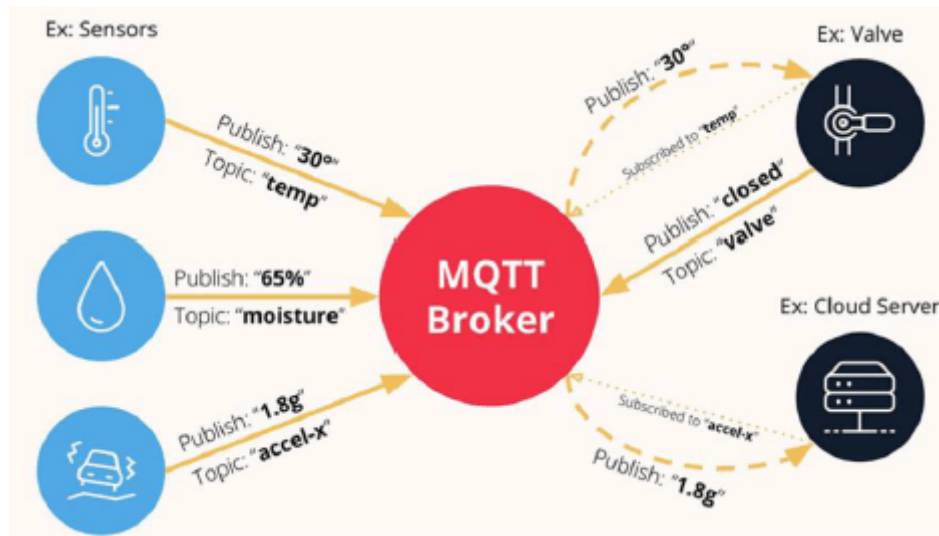 Ex: Sensors
Publish: “30°”
Topic: “temp”
Publish: “65%”
Topic: “moisture”
Publish: “1.8g”
Topic: “accel-x”
MQTT
Broker
Ex: Valve
Publish: “30°”
Subscribed to “temp”
Publish: “closed”
Topic: “valve”
Ex: Cloud Server
Subscribed to “accel-x”
Publish: “1.8g”